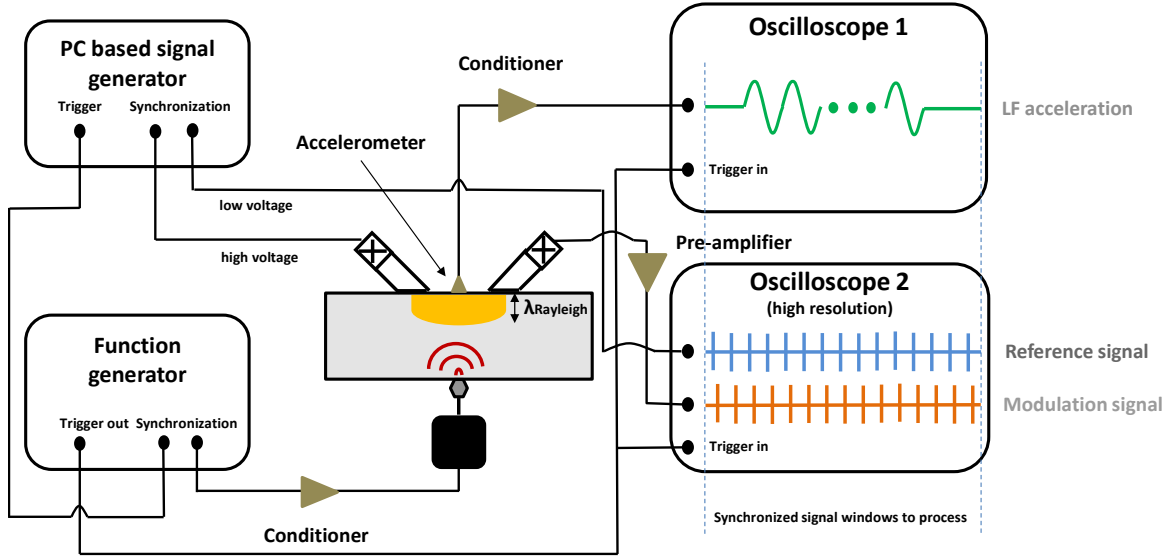 PC based signal
generator
Trigger
Synchronization
low voltage
high voltage
Function
generator
Trigger out
Synchronization
Conditioner
Accelerometer
Conditioner
λRayleigh
Pre-amplifier
Oscilloscope 1
LF acceleration
Trigger in
Oscilloscope 2
(high resolution)
Reference signal
Modulation signal
Trigger in
Synchronized signal windows to process